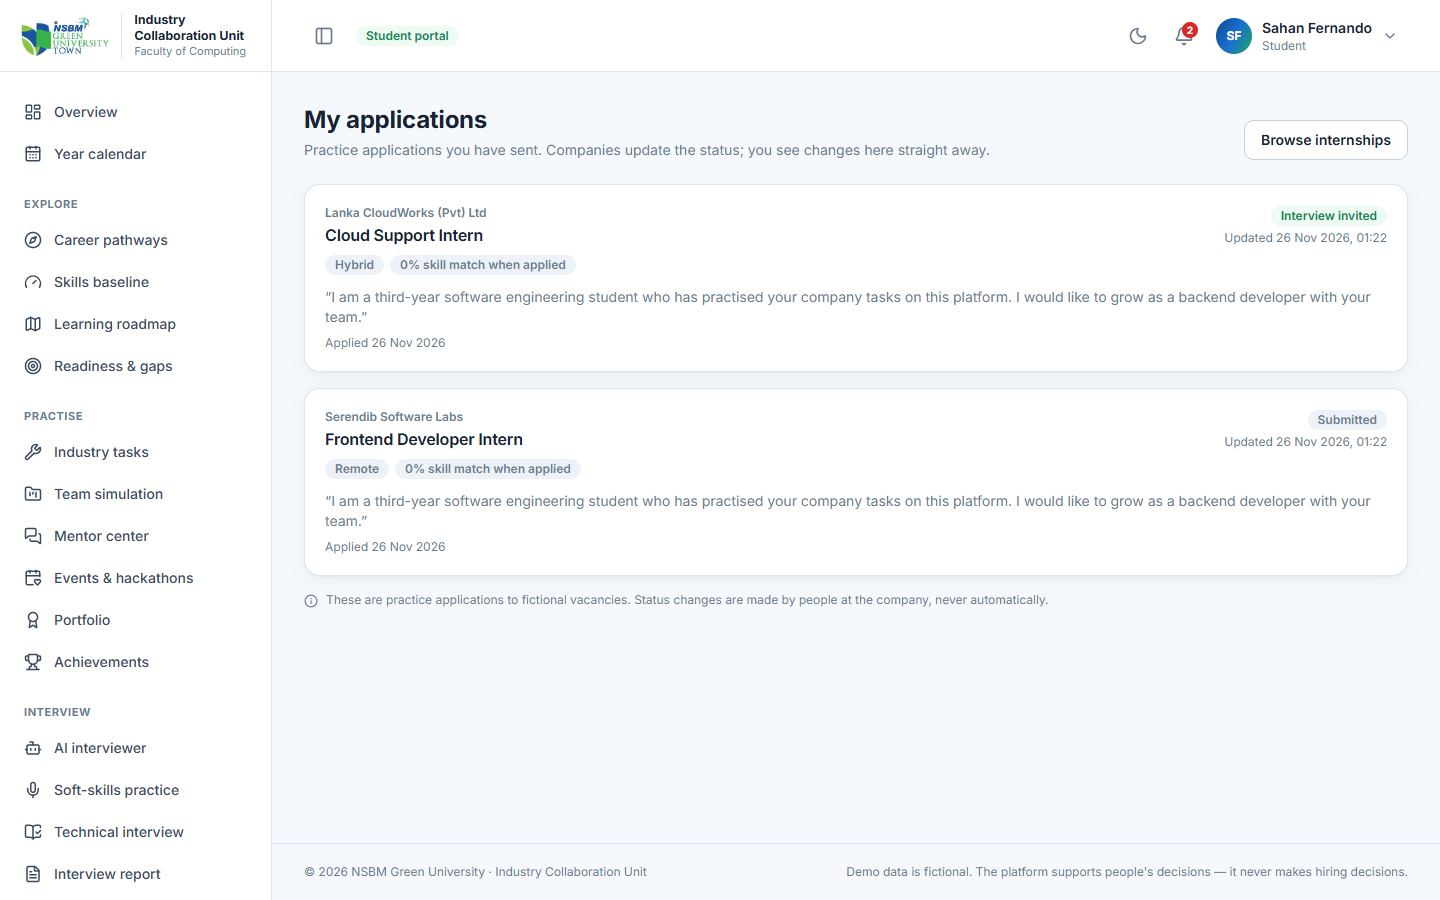 NSBM
GREEN
UNIVERSITY
TOWN
Industry
Collaboration Unit
Faculty of Computing
Student portal
2
SF
Sahan Fernando
Student
Overview
Year calendar
EXPLORE
Career pathways
Skills baseline
Learning roadmap
Readiness & gaps
PRACTISE
Industry tasks
Team simulation
Mentor center
Events & hackathons
Portfolio
Achievements
INTERVIEW
AI interviewer
Soft-skills practice
Technical interview
Interview report
My applications
Practice applications you have sent. Companies update the status; you see changes here straight away.
Browse internships
Lanka CloudWorks (Pvt) Ltd
Interview invited
Cloud Support Intern
Updated 26 Nov 2026, 01:22
Hybrid 0% skill match when applied
“I am a third-year software engineering student who has practised your company tasks on this platform. I would like to grow as a backend developer with your
team.”
Applied 26 Nov 2026
Serendib Software Labs
Submitted
Frontend Developer Intern
Updated 26 Nov 2026, 01:22
Remote 0% skill match when applied
“I am a third-year software engineering student who has practised your company tasks on this platform. I would like to grow as a backend developer with your
team.”
Applied 26 Nov 2026
These are practice applications to fictional vacancies. Status changes are made by people at the company, never automatically.
© 2026 NSBM Green University · Industry Collaboration Unit
Demo data is fictional. The platform supports people's decisions — it never makes hiring decisions.